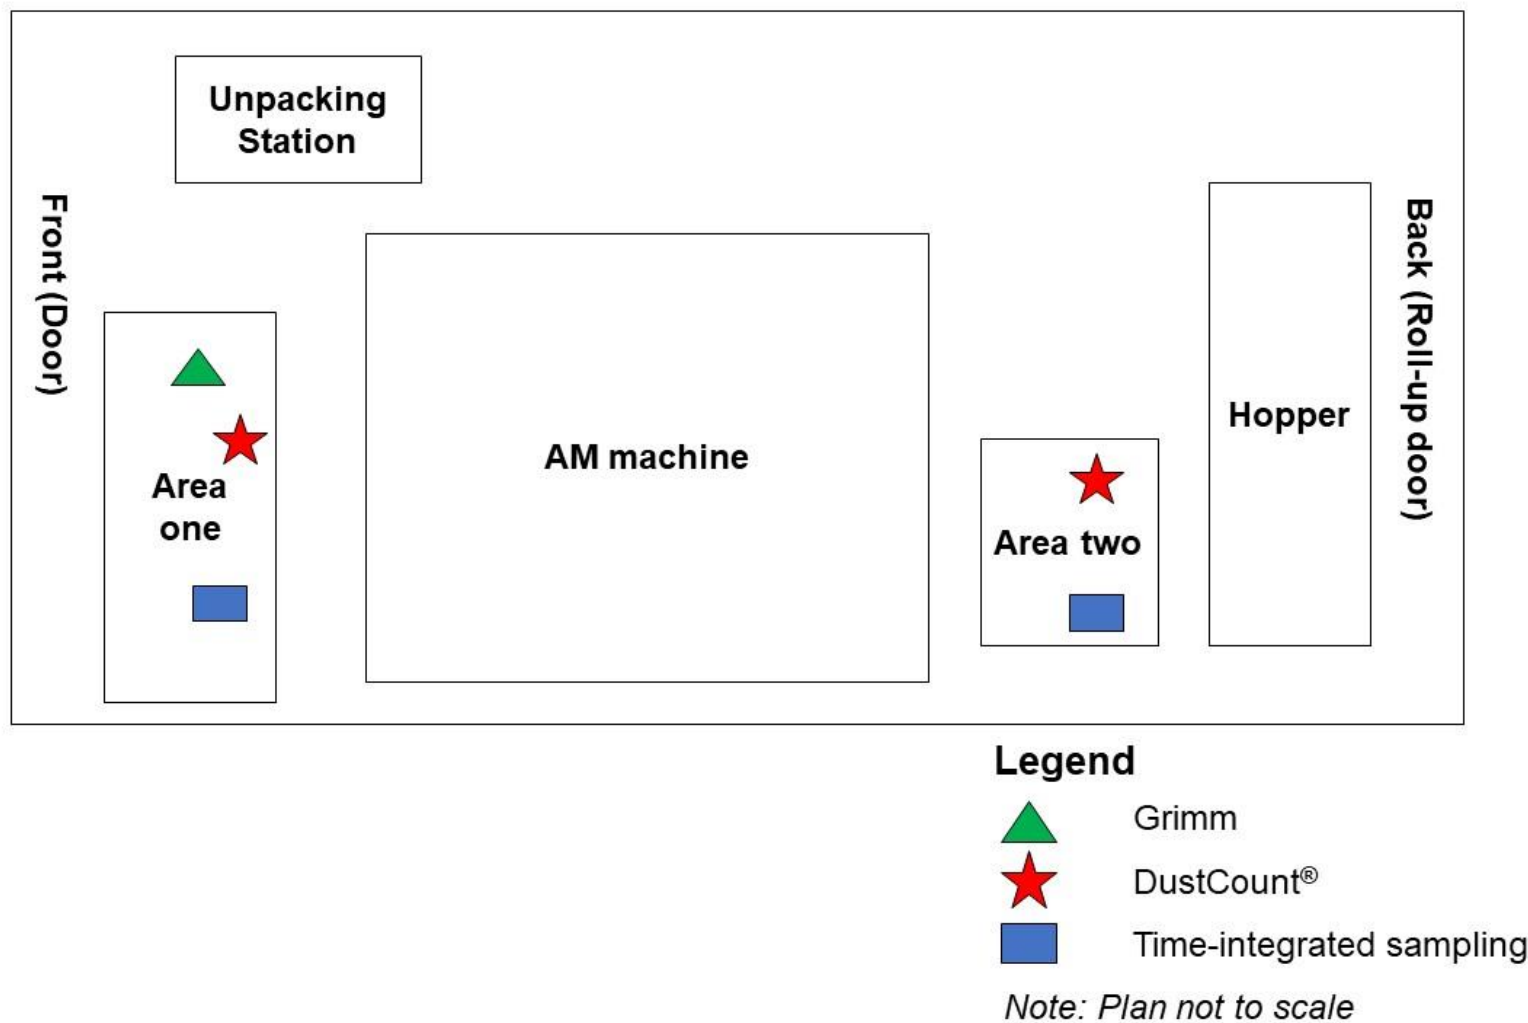 Unpacking
Station
Front (Door)
Area
one
AM machine
Area two
Hopper
Back (Roll-up door)
Legend
Grimm
DustCount®
Time-integrated sampling
Note: Plan not to scale